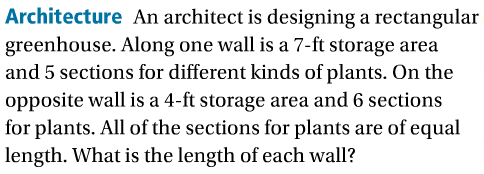 Architecture An architect is designing a rectangular
greenhouse. Along one wall is a 7-ft storage area
and 5 sections for different kinds of plants. On the
opposite wall is a 4-ft storage area and 6 sections
for plants. All of the sections for plants are of equal
length. What is the length of each wall?